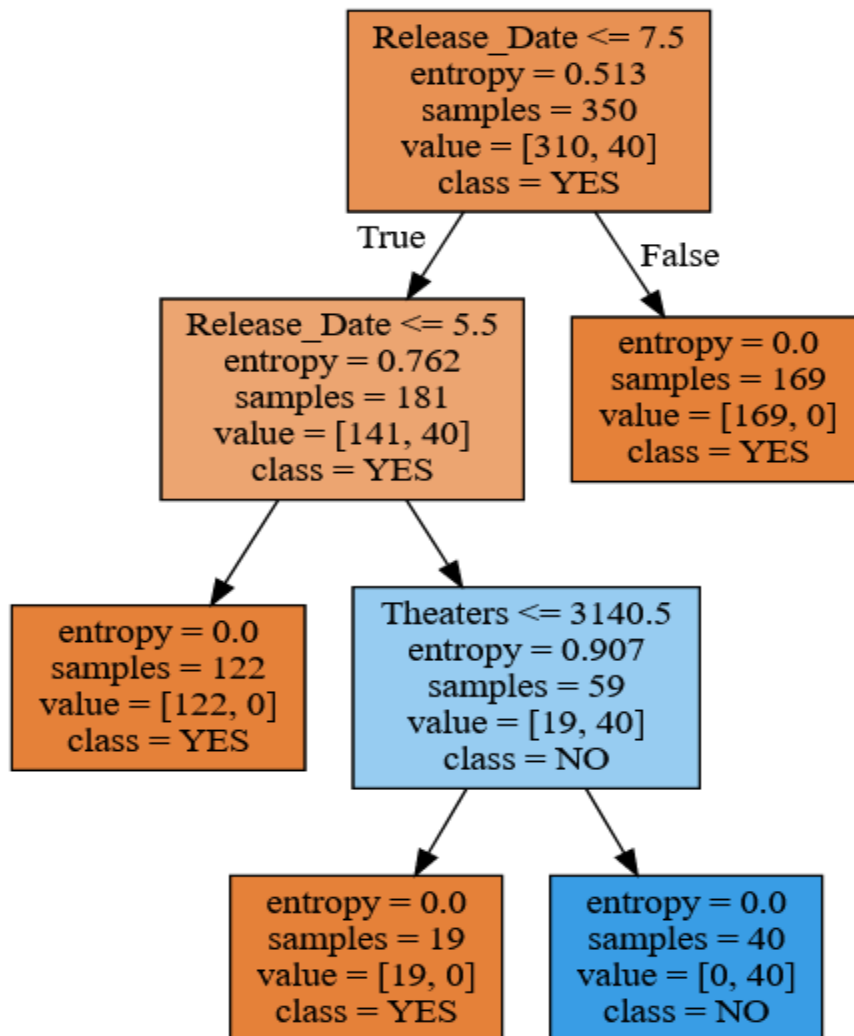 Release_Date <= 7.5
entropy = 0.513
samples = 350
value = [310, 40]
class = YES
True
False
Release_Date <= 5.5
entropy = 0.762
samples = 181
value = [141, 40]
class = YES
entropy = 0.0
samples = 169
value = [169, 0]
class = YES
entropy = 0.0
samples = 122
value = [122, 0]
class = YES
Theaters <= 3140.5
entropy = 0.907
samples = 59
value = [19, 40]
class = NO
entropy = 0.0
samples = 19
value = [19, 0]
class = YES
entropy = 0.0
samples = 40
value = [0, 40]
class = NO